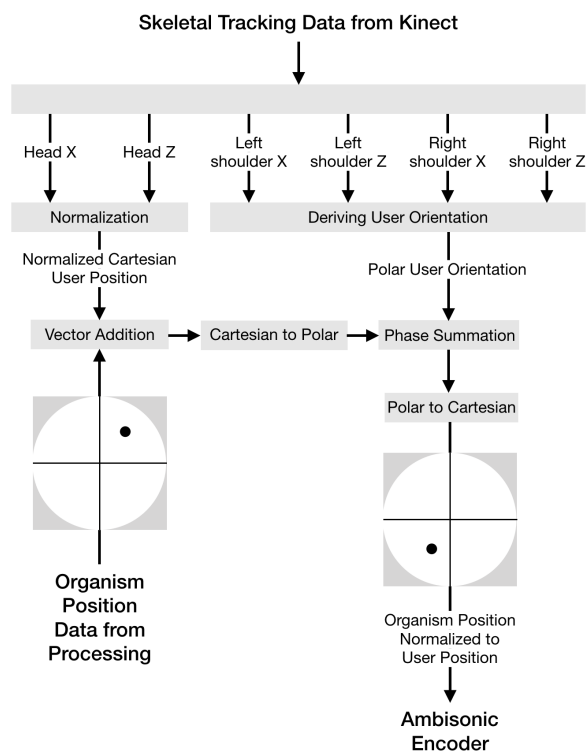 Skeletal Tracking Data from Kinect
Head X
Head Z
Left
shoulder X
Left
shoulder Z
Right
shoulder X
Right
shoulder Z
Normalization
Deriving User Orientation
Normalized Cartesian
User Position
Polar User Orientation
Vector Addition
Cartesian to Polar
Phase Summation
Polar to Cartesian
Organism
Position
Data from
Processing
Organism Position
Normalized to
User Position
Ambisonic
Encoder